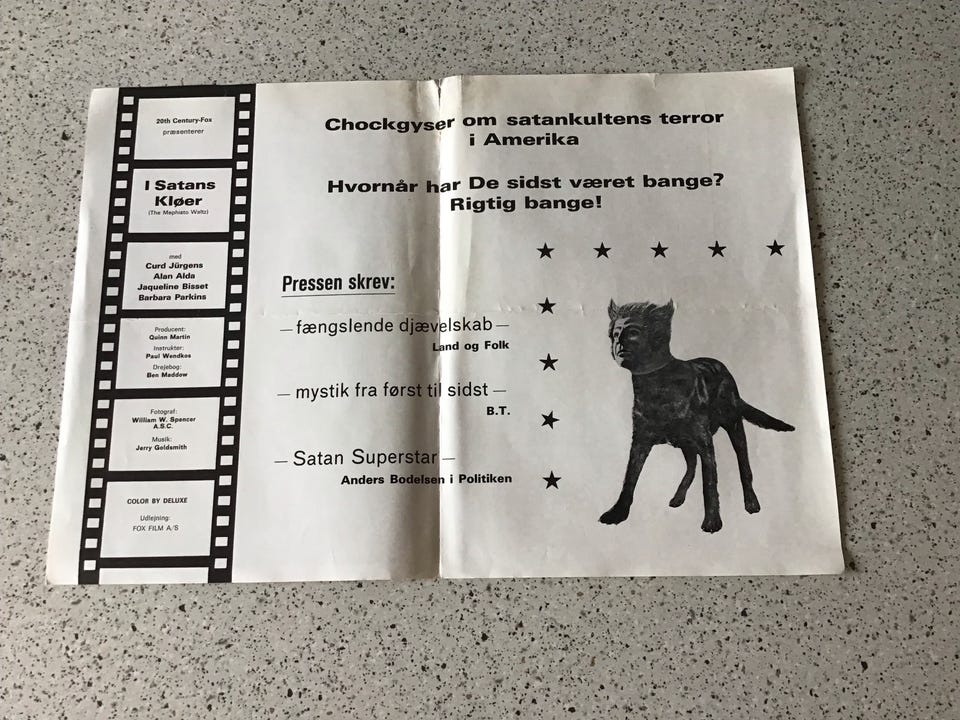 20th Century-Fox
præsenterer
I Satans
Kløer
(The Mephisto Waltz)
med
Curd Jürgens
Alan Alda
Jaqueline Bisset
Barbara Parkins
Producent:
Quinn Martin
Instruktør:
Paul Wendkos
Drejebog:
Ben Maddow
Fotograf:
William W. Spencer
A.S.C.
Musik:
Jerry Goldsmith
COLOR BY DELUXE
Udlejning:
FOX FILM A/S
Chockgyser om satankultens terror
i Amerika
Hvornår har De sidst været bange?
Rigtig bange!
Pressen skrev:
— fængslende djævelskab —
Land og Folk
— mystik fra først til sidst —
B.T.
— Satan Superstar —
Anders Bodelsen i Politiken